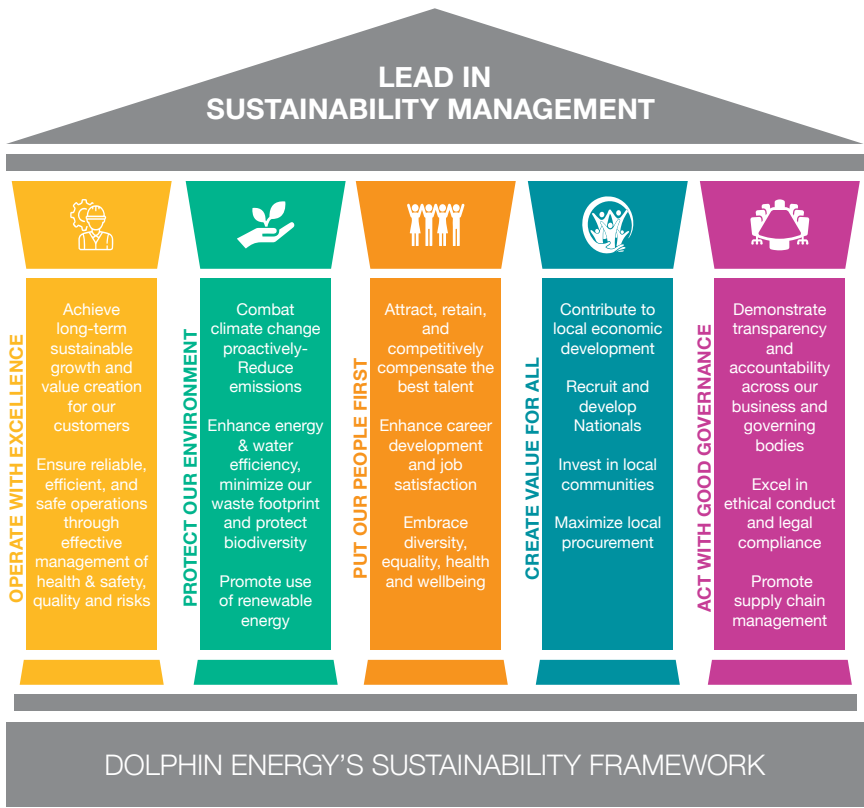 LEAD IN
SUSTAINABILITY MANAGEMENT
OPERATE WITH EXCELLENCE
Achieve
long-term
sustainable
growth and
value creation
for our
customers
Ensure reliable,
efficient, and
safe operations
through
effective
management of
health & safety,
quality and risks
PROTECT OUR ENVIRONMENT
Combat
climate change
proactively-
Reduce
emissions
Enhance energy
& water
efficiency,
minimize our
waste footprint
and protect
biodiversity
Promote use
of renewable
energy
PUT OUR PEOPLE FIRST
Attract, retain,
and
competitively
compensate the
best talent
Enhance career
development
and job
satisfaction
Embrace
diversity,
equality, health
and wellbeing
CREATE VALUE FOR ALL
Contribute to
local economic
development
Recruit and
develop
Nationals
Invest in local
communities
Maximize local
procurement
ACT WITH GOOD GOVERNANCE
Demonstrate
transparency
and
accountability
across our
business and
governing
bodies
Excel in
ethical conduct
and legal
compliance
Promote
supply chain
management
DOLPHIN ENERGY'S SUSTAINABILITY FRAMEWORK